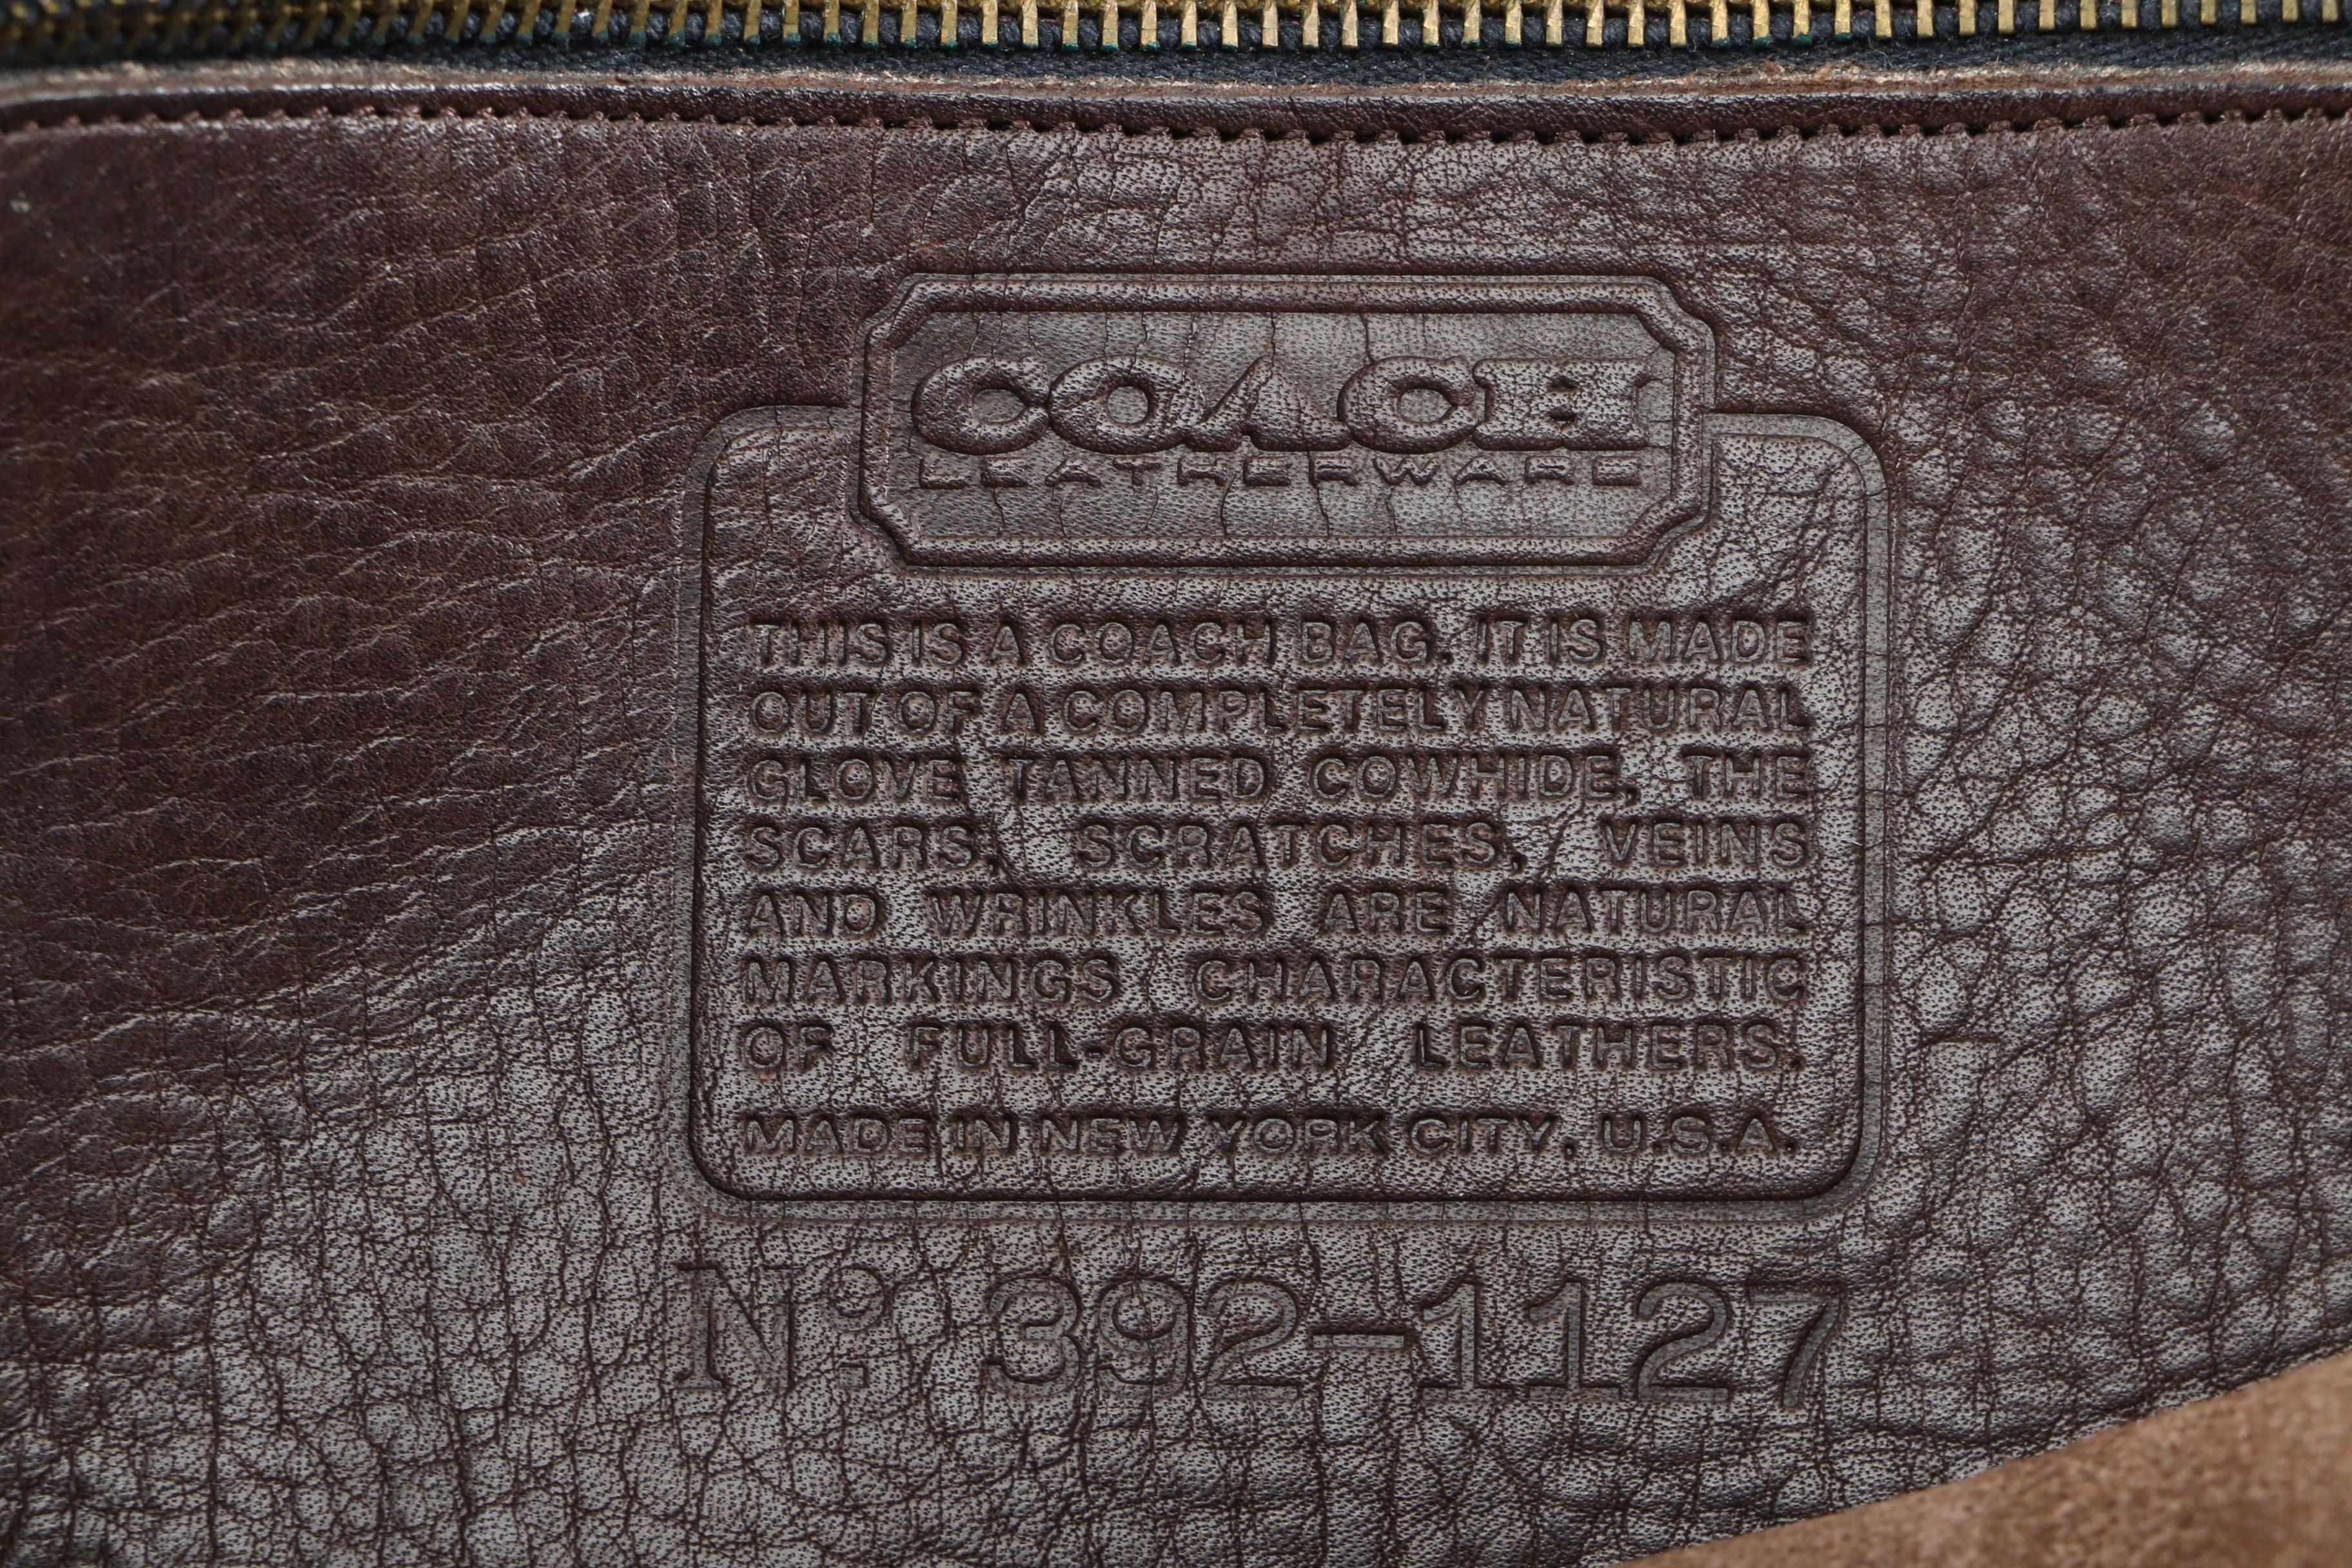 COACH
LEATHERWARE
THIS IS A COACH BAG. IT IS MADE
OUT OF A COMPLETELY NATURAL
GLOVE TANNED COWHIDE, THE
SCARS, SCRATCHES, VEINS
AND WRINKLES ARE NATURAL
MARKINGS CHARACTERISTIC
OF FULL-GRAIN LEATHERS.
MADE IN NEW YORK CITY, U.S.A.
Nº 392-1127